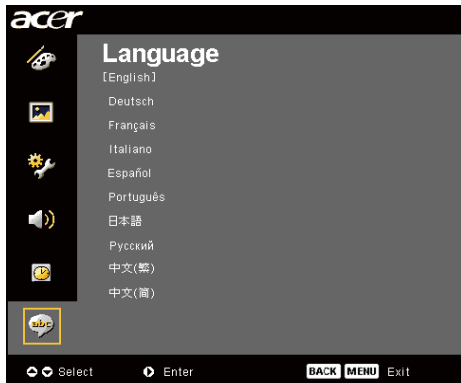 acer
Language
[English]
Deutsch
Français
Italiano
Español
Português
日本語
Русский
中文(繁)
中文(简)
abc
Select Enter BACK MENU Exit